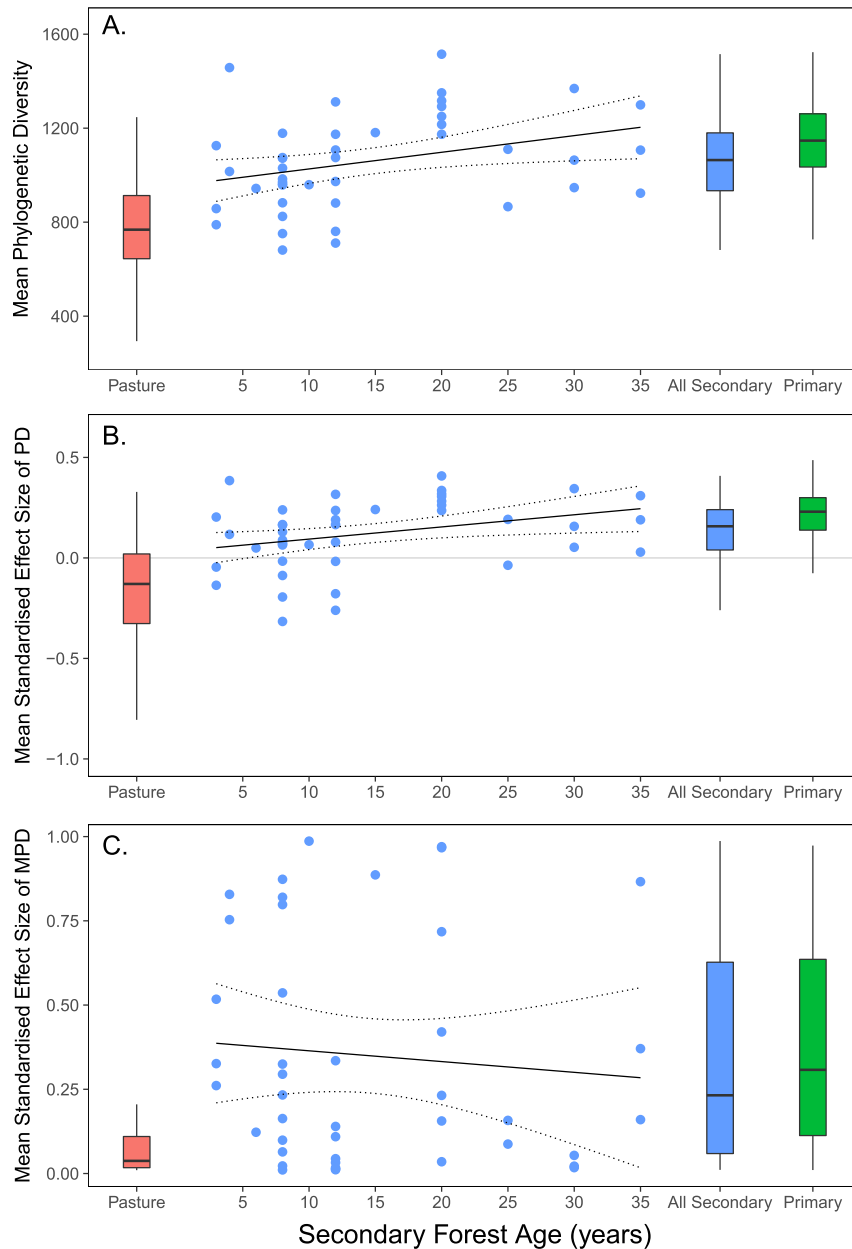 A.
Mean Phylogenetic Diversity
1600
1200
800
400
Pasture 5 10 15 20 25 30 35 All Secondary Primary
B.
Mean Standardised Effect Size of PD
0.5
0.0
−0.5
−1.0
Pasture 5 10 15 20 25 30 35 All Secondary Primary
C.
Mean Standardised Effect Size of MPD
1.00
0.75
0.50
0.25
0.00
Pasture 5 10 15 20 25 30 35 All Secondary Primary
Secondary Forest Age (years)